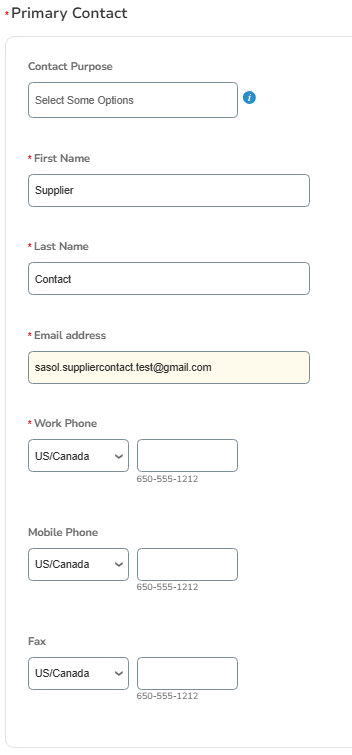 * Primary Contact
Contact Purpose
Select Some Options
i
* First Name
Supplier
* Last Name
Contact
* Email address
sasol.suppliercontact.test@gmail.com
* Work Phone
US/Canada
650-555-1212
Mobile Phone
US/Canada
650-555-1212
Fax
US/Canada
650-555-1212